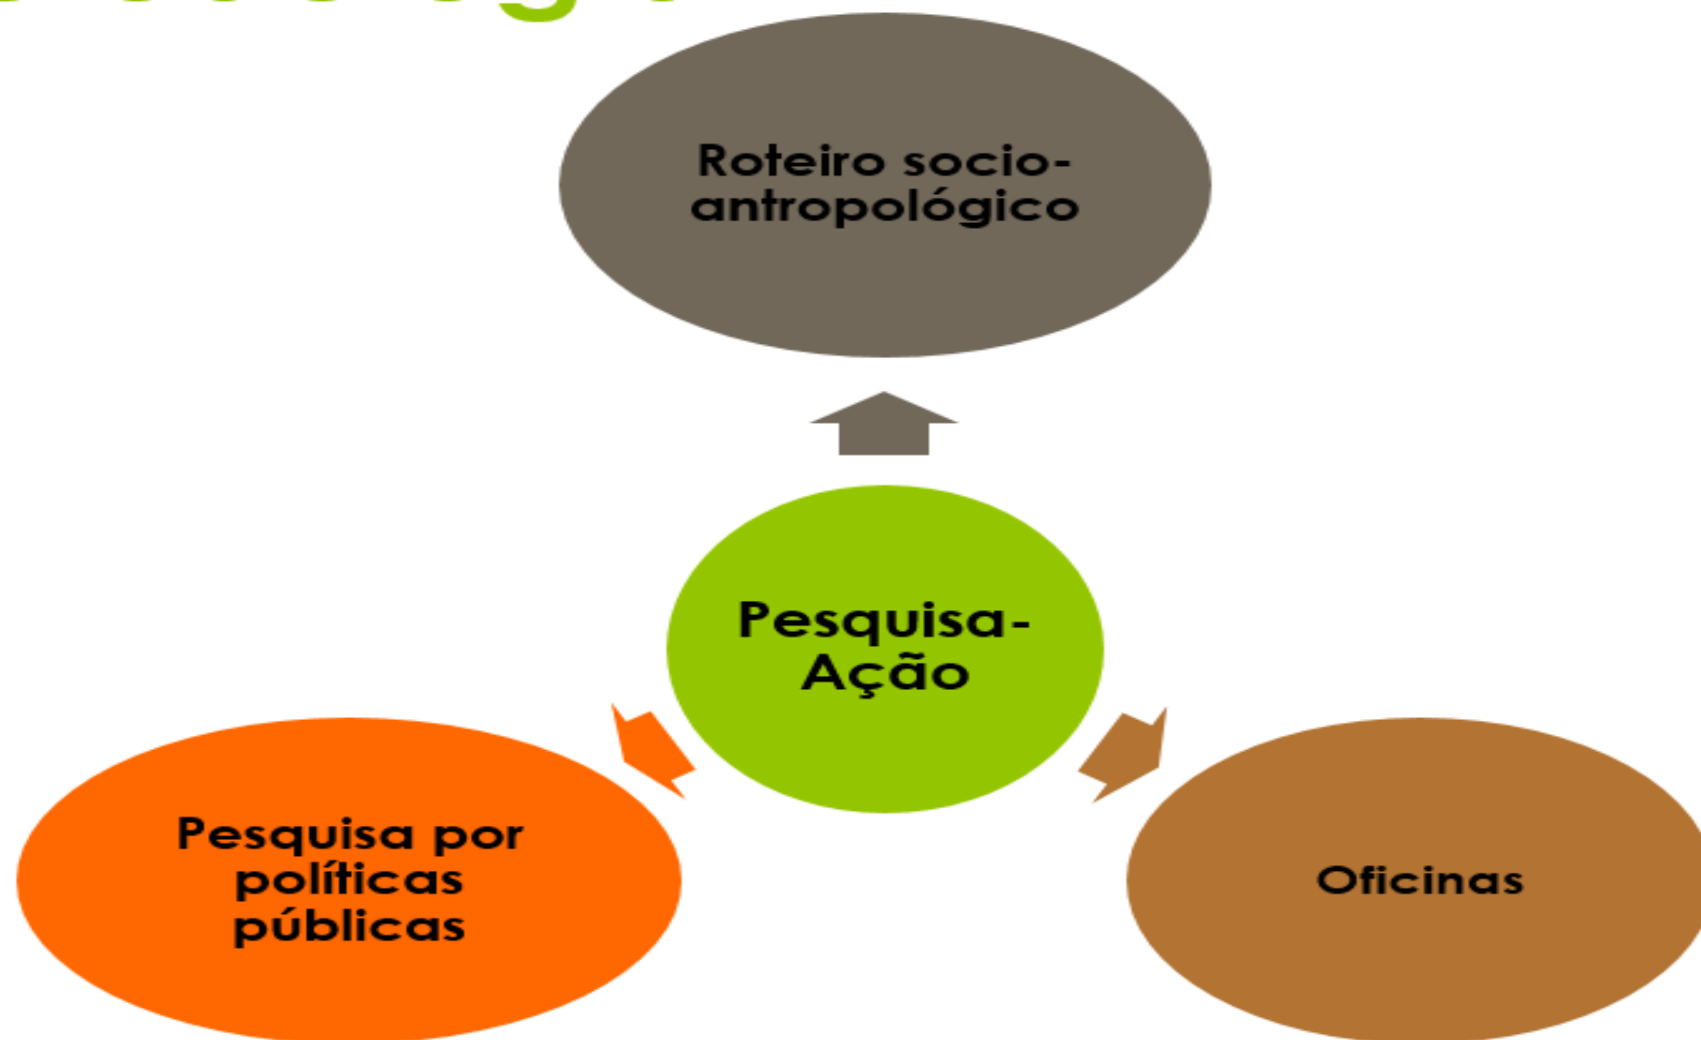 Roteiro socio-
antropológico
Pesquisa-
Ação
Pesquisa por
políticas
públicas
Oficinas